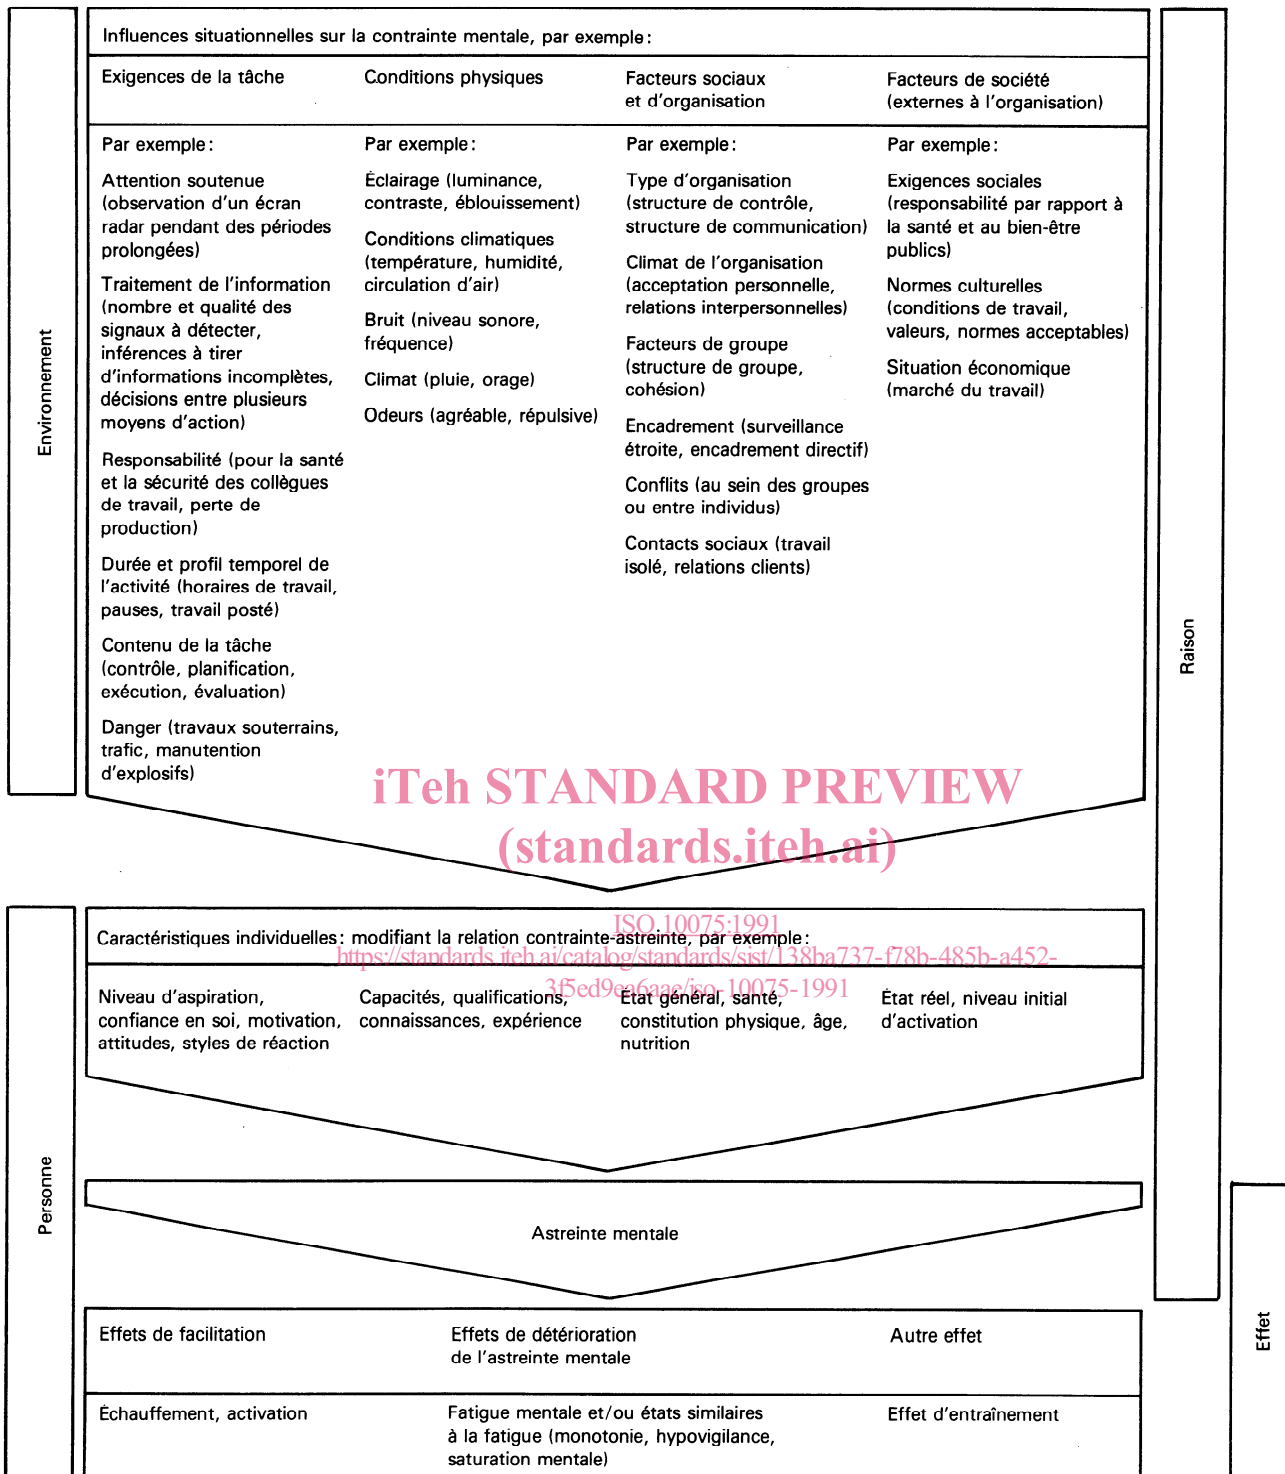 Influences situationnelles sur la contrainte mentale, par exemple :
Exigences de la tâche
Conditions physiques
Facteurs sociaux
et d'organisation
Facteurs de société
(externes à l'organisation)
Par exemple :
Attention soutenue
(observation d'un écran
radar pendant des périodes
prolongées)
Traitement de l'information
(nombre et qualité des
signaux à détecter,
inférences à tirer
d'informations incomplètes,
décisions entre plusieurs
moyens d'action)
Responsabilité (pour la santé
et la sécurité des collègues
de travail, perte de
production)
Durée et profil temporel de
l'activité (horaires de travail,
pauses, travail posté)
Contenu de la tâche
(contrôle, planification,
exécution, évaluation)
Danger (travaux souterrains,
trafic, manutention
d'explosifs)
Par exemple :
Éclairage (luminance,
contraste, éblouissement)
Conditions climatiques
(température, humidité,
circulation d'air)
Bruit (niveau sonore,
fréquence)
Climat (pluie, orage)
Odeurs (agréable, répulsive)
Par exemple :
Type d'organisation
(structure de contrôle,
structure de communication)
Climat de l'organisation
(acceptation personnelle,
relations interpersonnelles)
Facteurs de groupe
(structure de groupe,
cohésion)
Encadrement (surveillance
étroite, encadrement directif)
Conflits (au sein des groupes
ou entre individus)
Contacts sociaux (travail
isolé, relations clients)
Par exemple :
Exigences sociales
(responsabilité par rapport à
la santé et au bien-être
publics)
Normes culturelles
(conditions de travail,
valeurs, normes acceptables)
Situation économique
(marché du travail)
Environnement
Raison
iTeh STANDARD PREVIEW
(standards.iteh.ai)
ISO 10075:1991
https://standards.iteh.ai/catalog/standards/sist/138ba737-f78b-485b-a452-
3f5ed9ea6aae/iso-10075-1991
Caractéristiques individuelles : modifiant la relation contrainte-astreinte, par exemple :
Niveau d'aspiration,
confiance en soi, motivation,
attitudes, styles de réaction
Capacités, qualifications,
connaissances, expérience
État général, santé,
constitution physique, âge,
nutrition
État réel, niveau initial
d'activation
Personne
Astreinte mentale
Effets de facilitation
Effets de détérioration
de l'astreinte mentale
Autre effet
Échauffement, activation
Fatigue mentale et/ou états similaires
à la fatigue (monotonie, hypovigilance,
saturation mentale)
Effet d'entraînement
Effet